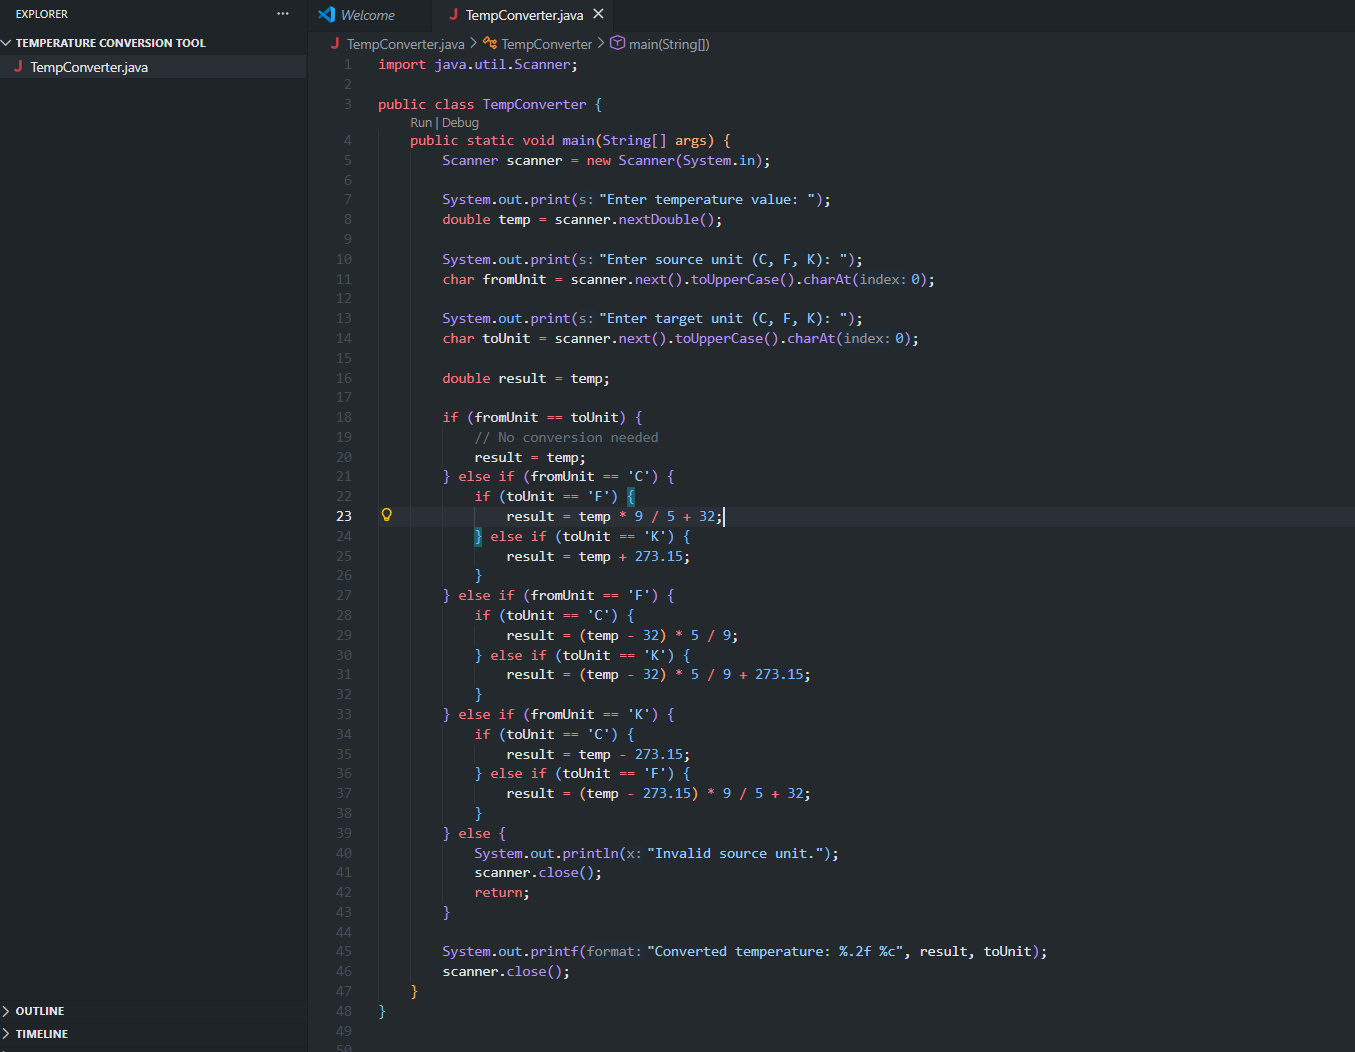 EXPLORER
Welcome
TempConverter.java
TEMPERATURE CONVERSION TOOL
TempConverter.java
TempConverter.java > TempConverter > main(String[])
1 import java.util.Scanner;
2
3 public class TempConverter {
Run | Debug
4 public static void main(String[] args) {
5 Scanner scanner = new Scanner(System.in);
6
7 System.out.print(s: "Enter temperature value: ");
8 double temp = scanner.nextDouble();
9
10 System.out.print(s: "Enter source unit (C, F, K): ");
11 char fromUnit = scanner.next().toUpperCase().charAt(index: 0);
12
13 System.out.print(s: "Enter target unit (C, F, K): ");
14 char toUnit = scanner.next().toUpperCase().charAt(index: 0);
15
16 double result = temp;
17
18 if (fromUnit == toUnit) {
19 // No conversion needed
20 result = temp;
21 } else if (fromUnit == 'C') {
22 if (toUnit == 'F') {
23 result = temp * 9 / 5 + 32;
24 } else if (toUnit == 'K') {
25 result = temp + 273.15;
26 }
27 } else if (fromUnit == 'F') {
28 if (toUnit == 'C') {
29 result = (temp - 32) * 5 / 9;
30 } else if (toUnit == 'K') {
31 result = (temp - 32) * 5 / 9 + 273.15;
32 }
33 } else if (fromUnit == 'K') {
34 if (toUnit == 'C') {
35 result = temp - 273.15;
36 } else if (toUnit == 'F') {
37 result = (temp - 273.15) * 9 / 5 + 32;
38 }
39 } else {
40 System.out.println(x: "Invalid source unit.");
41 scanner.close();
42 return;
43 }
44
45 System.out.printf(format: "Converted temperature: %.2f %c", result, toUnit);
46 scanner.close();
47 }
48 }
49
50
OUTLINE
TIMELINE